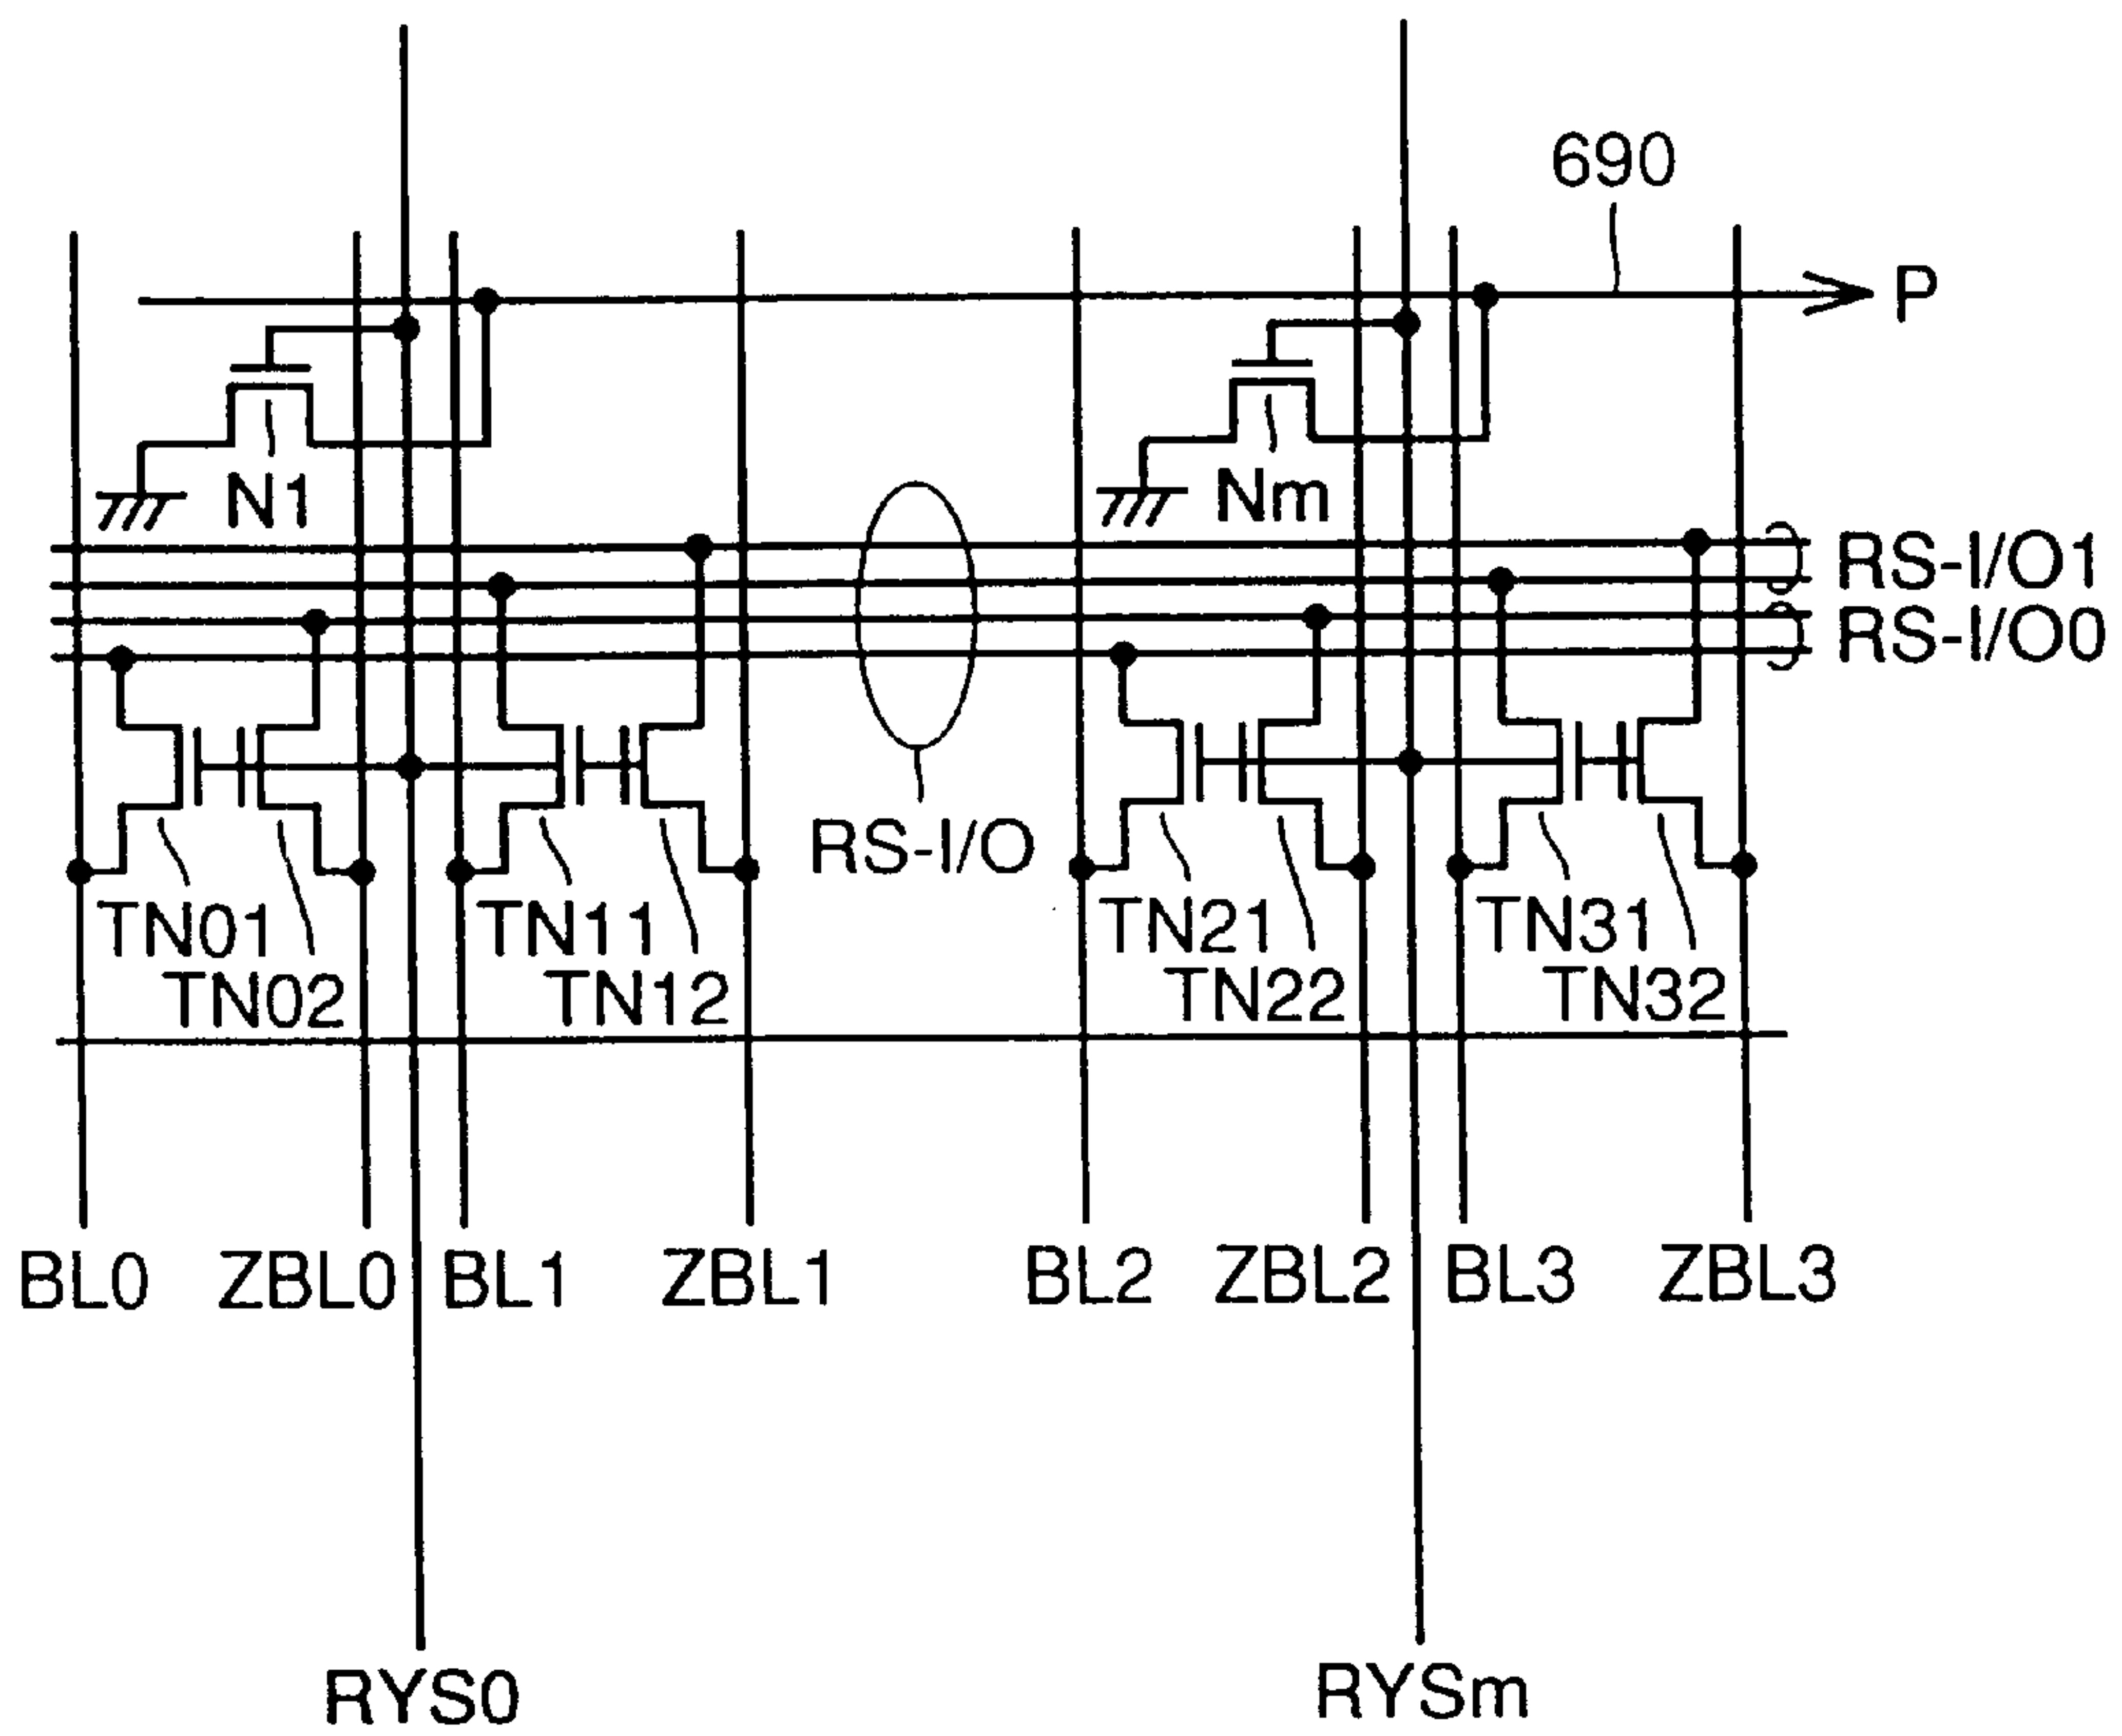 690
P
N1
Nm
RS-I/O1
RS-I/O0
RS-I/O
TN01
TN11
TN21
TN31
TN02
TN12
TN22
TN32
BL0
ZBL0
BL1
ZBL1
BL2
ZBL2
BL3
ZBL3
RYS0
RYSm